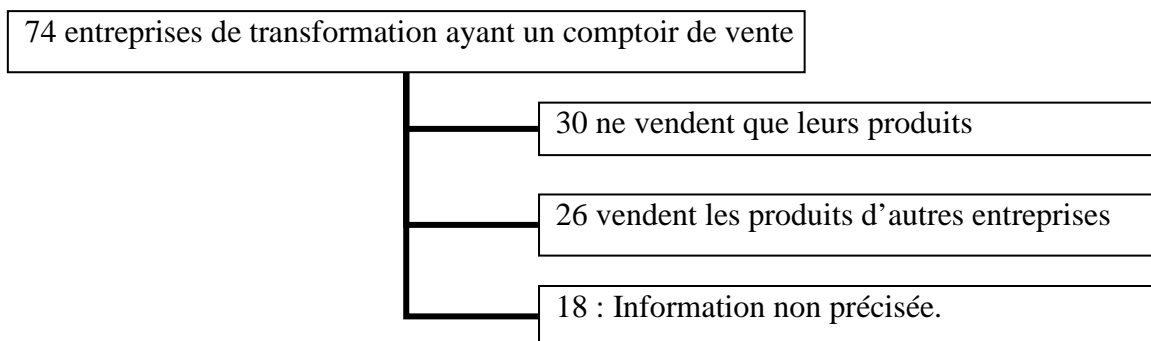 74 entreprises de transformation ayant un comptoir de vente
30 ne vendent que leurs produits
26 vendent les produits d’autres entreprises
18 : Information non précisée.